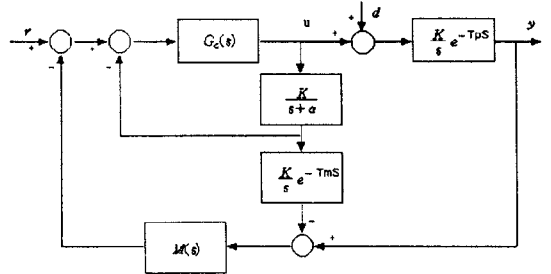 r
+
-
+
-
G_c(s)
u
+
+
d
K/s e^{-TpS}
y
K/(s+a)
K/s e^{-TmS}
-
+
M(s)